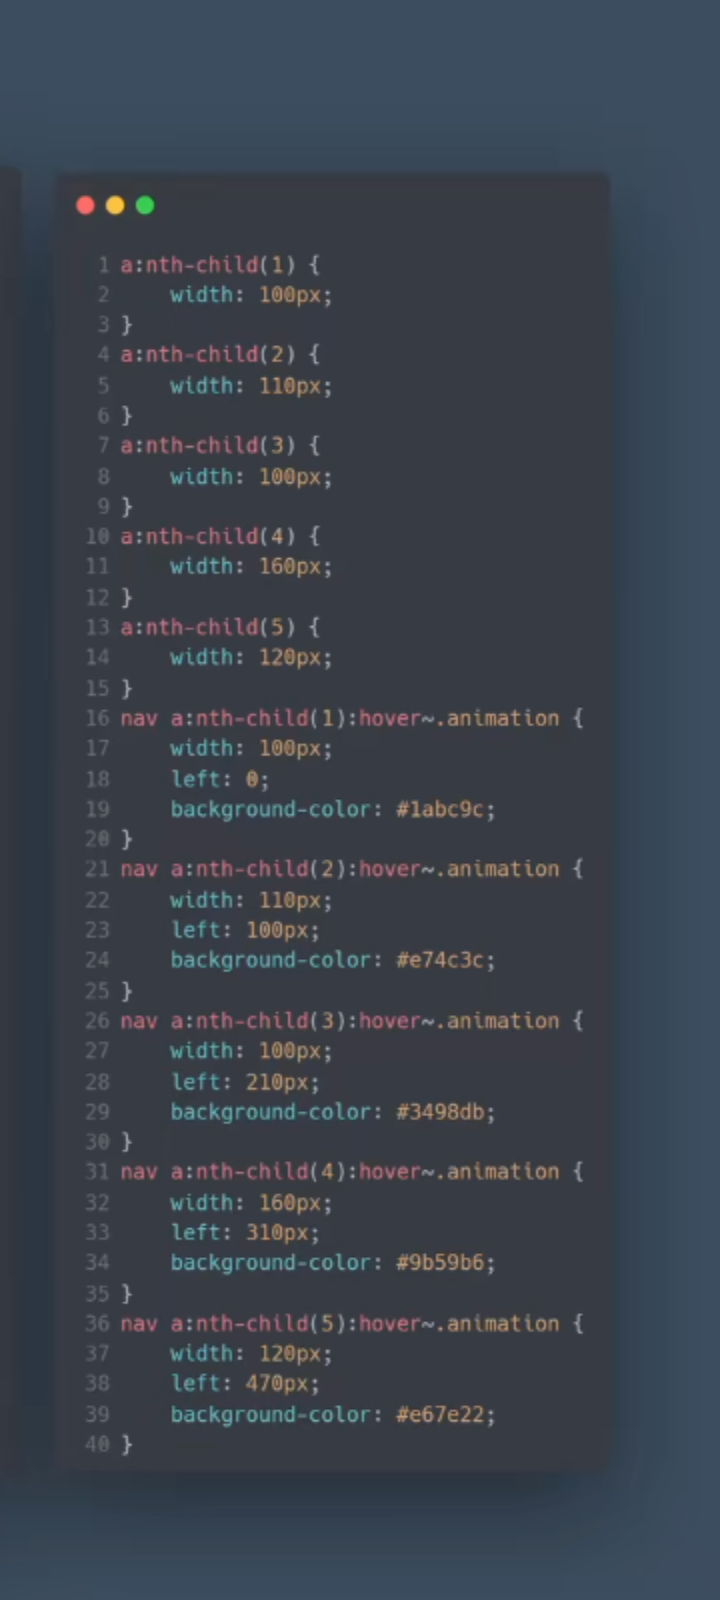 1 a:nth-child(1) {
2     width: 100px;
3 }
4 a:nth-child(2) {
5     width: 110px;
6 }
7 a:nth-child(3) {
8     width: 100px;
9 }
10 a:nth-child(4) {
11     width: 160px;
12 }
13 a:nth-child(5) {
14     width: 120px;
15 }
16 nav a:nth-child(1):hover~.animation {
17     width: 100px;
18     left: 0;
19     background-color: #1abc9c;
20 }
21 nav a:nth-child(2):hover~.animation {
22     width: 110px;
23     left: 100px;
24     background-color: #e74c3c;
25 }
26 nav a:nth-child(3):hover~.animation {
27     width: 100px;
28     left: 210px;
29     background-color: #3498db;
30 }
31 nav a:nth-child(4):hover~.animation {
32     width: 160px;
33     left: 310px;
34     background-color: #9b59b6;
35 }
36 nav a:nth-child(5):hover~.animation {
37     width: 120px;
38     left: 470px;
39     background-color: #e67e22;
40 }